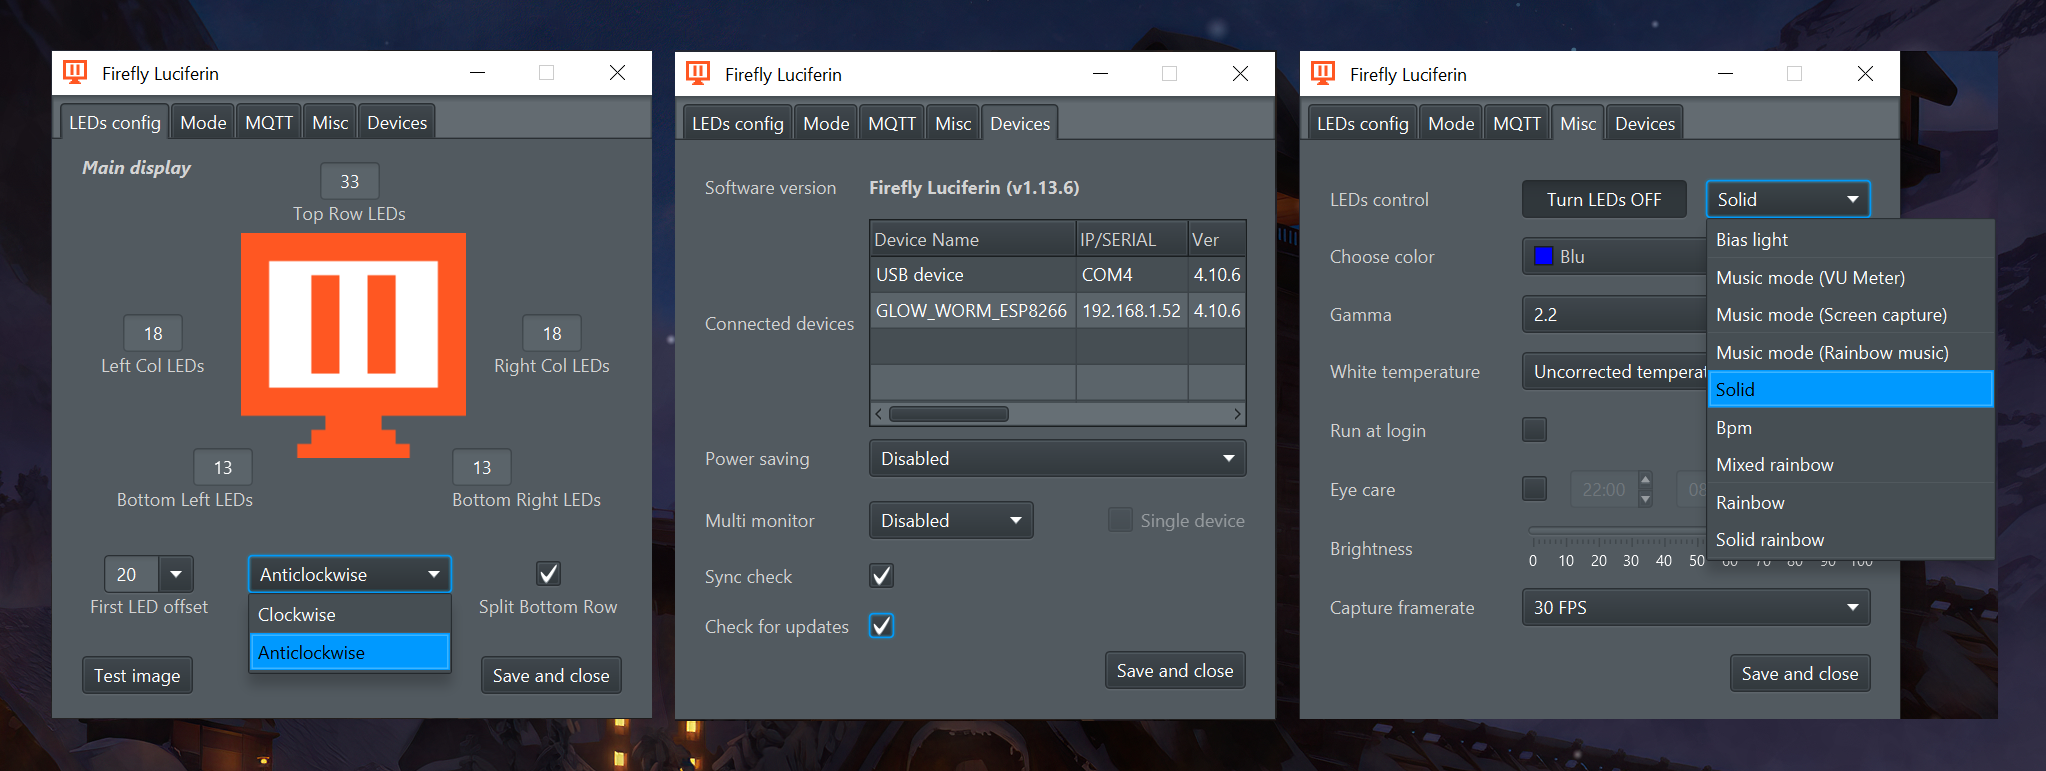 Firefly Luciferin
LEDs config Mode MQTT Misc Devices
Main display
33
Top Row LEDs
18
Left Col LEDs
18
Right Col LEDs
13
Bottom Left LEDs
13
Bottom Right LEDs
20
First LED offset
Anticlockwise
Clockwise
Anticlockwise
Split Bottom Row
Test image
Save and close
Firefly Luciferin
LEDs config Mode MQTT Misc Devices
Software version Firefly Luciferin (v1.13.6)
Connected devices
Device Name IP/SERIAL Ver
USB device COM4 4.10.6
GLOW_WORM_ESP8266 192.168.1.52 4.10.6
Power saving Disabled
Multi monitor Disabled Single device
Sync check
Check for updates
Save and close
Firefly Luciferin
LEDs config Mode MQTT Misc Devices
LEDs control Turn LEDs OFF Solid
Bias light
Music mode (VU Meter)
Music mode (Screen capture)
Music mode (Rainbow music)
Solid
Bpm
Mixed rainbow
Rainbow
Solid rainbow
Choose color Blu
Gamma 2.2
White temperature Uncorrected temperat
Run at login
Eye care 22:00 08
Brightness
0 10 20 30 40 50 60 70 80 90 100
Capture framerate 30 FPS
Save and close